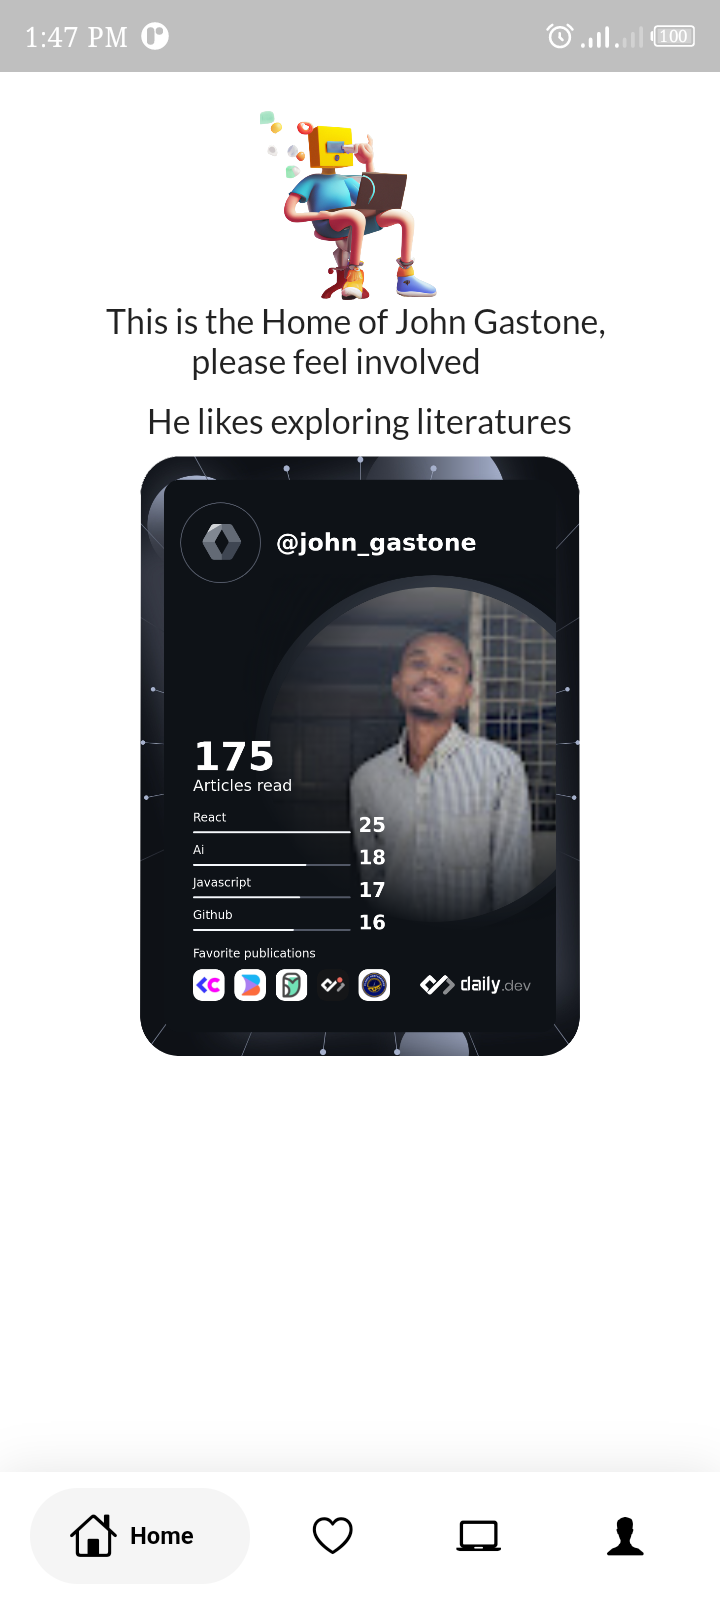 1:47 PM
100
This is the Home of John Gastone,
please feel involved
He likes exploring literatures
@john_gastone
175
Articles read
React
25
Ai
18
Javascript
17
Github
16
Favorite publications
daily.dev
Home